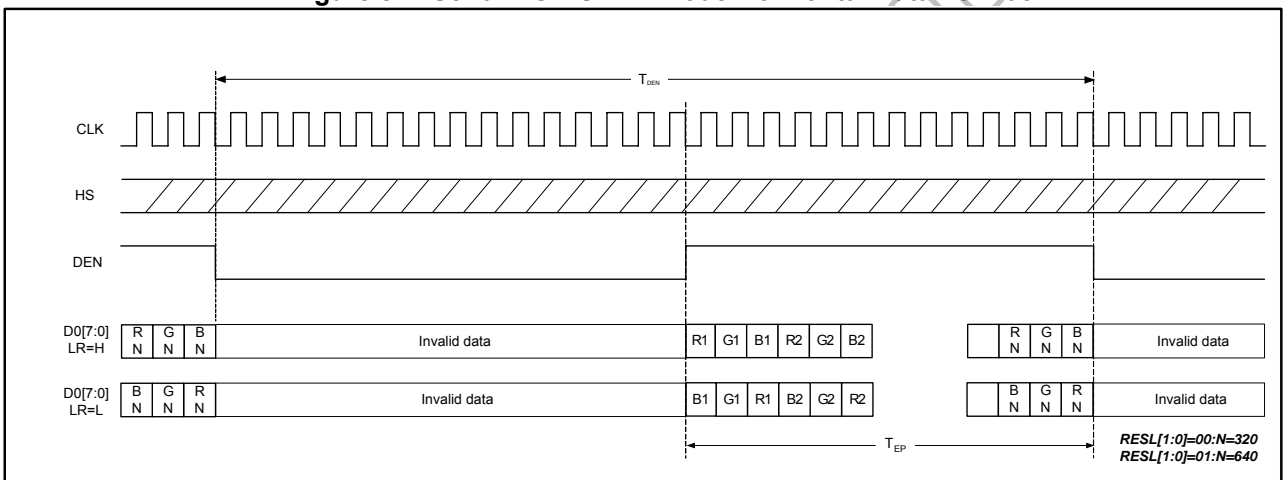 T_DEN
CLK
HS
DEN
D0[7:0]
LR=H
R N G N B N Invalid data R1 G1 B1 R2 G2 B2 R N G N B N Invalid data
D0[7:0]
LR=L
B N G N R N Invalid data B1 G1 R1 B2 G2 R2 B N G N R N Invalid data
T_EP
RESL[1:0]=00:N=320
RESL[1:0]=01:N=640